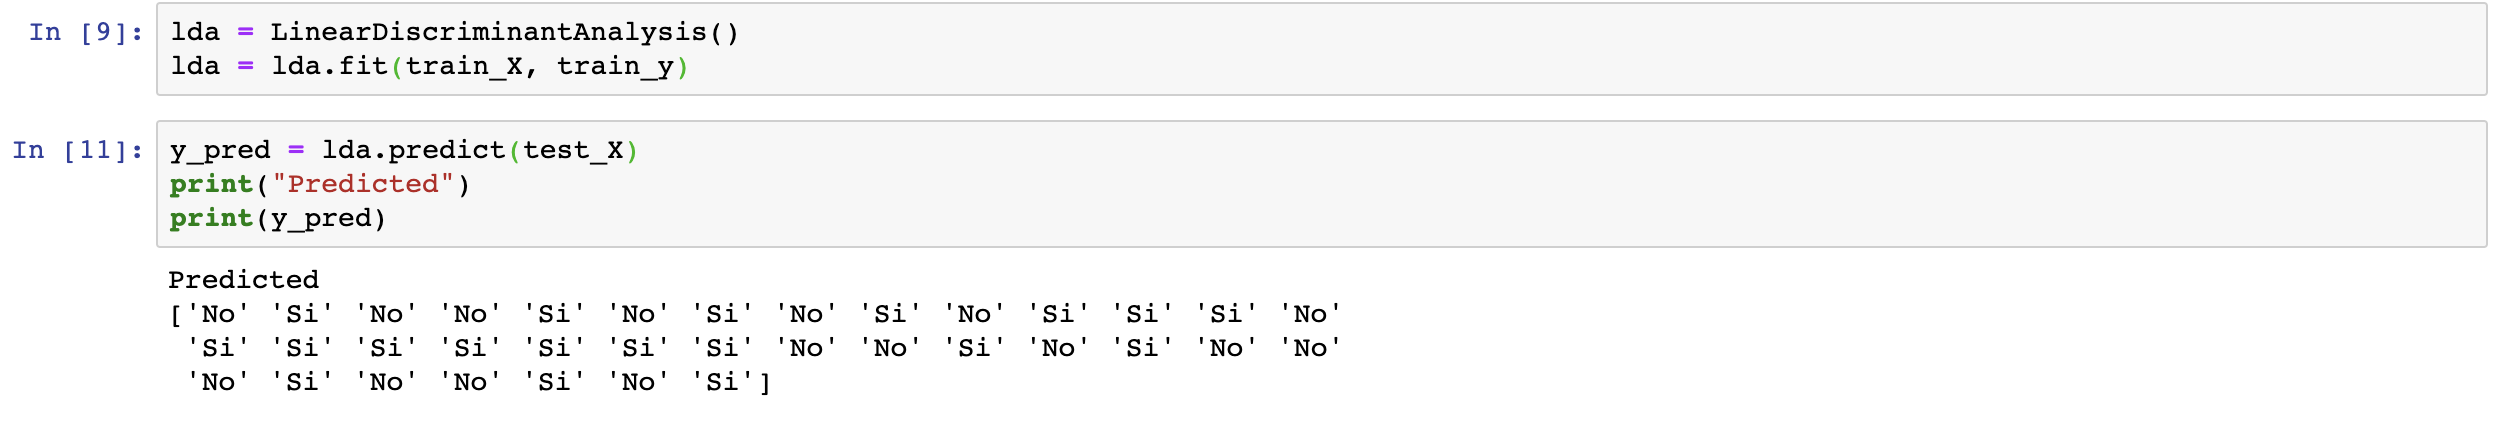 In [9]: lda = LinearDiscriminantAnalysis()
lda = lda.fit(train_X, train_y)
In [11]: y_pred = lda.predict(test_X)
print("Predicted")
print(y_pred)
Predicted
['No' 'Si' 'No' 'No' 'Si' 'No' 'Si' 'No' 'Si' 'No' 'Si' 'Si' 'Si' 'No'
'Si' 'Si' 'Si' 'Si' 'Si' 'Si' 'Si' 'No' 'No' 'Si' 'No' 'Si' 'No' 'No'
'No' 'Si' 'No' 'No' 'Si' 'No' 'Si']